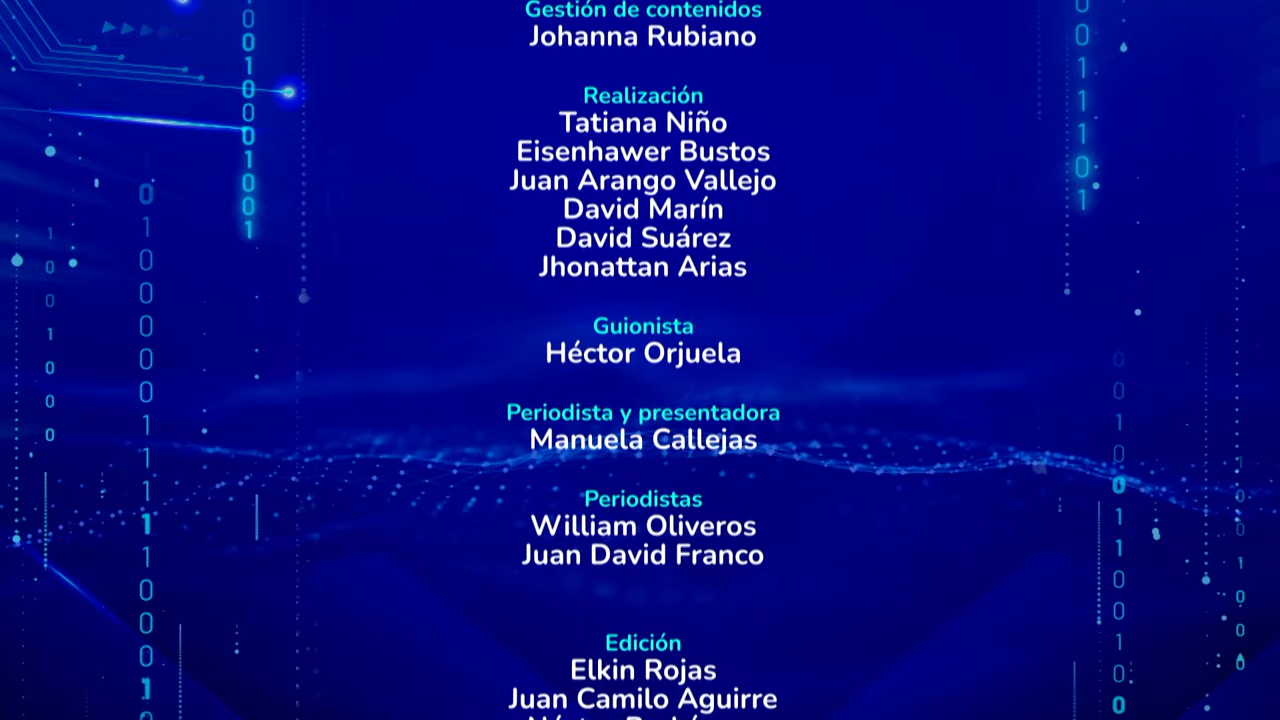 Gestión de contenidos
Johanna Rubiano
Realización
Tatiana Niño
Eisenhawer Bustos
Juan Arango Vallejo
David Marín
David Suárez
Jhonattan Arias
Guionista
Héctor Orjuela
Periodista y presentadora
Manuela Callejas
Periodistas
William Oliveros
Juan David Franco
Edición
Elkin Rojas
Juan Camilo Aguirre